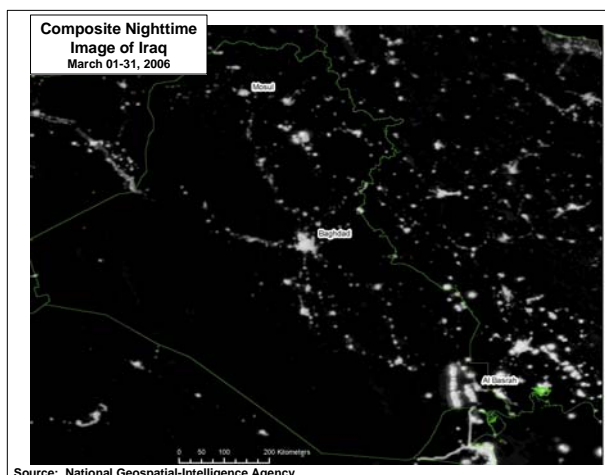 Composite Nighttime
Image of Iraq
March 01-31, 2006
Mosul
Baghdad
Al Basrah
0 50 100 200 Kilometers
Source: National Geospatial-Intelligence Agency